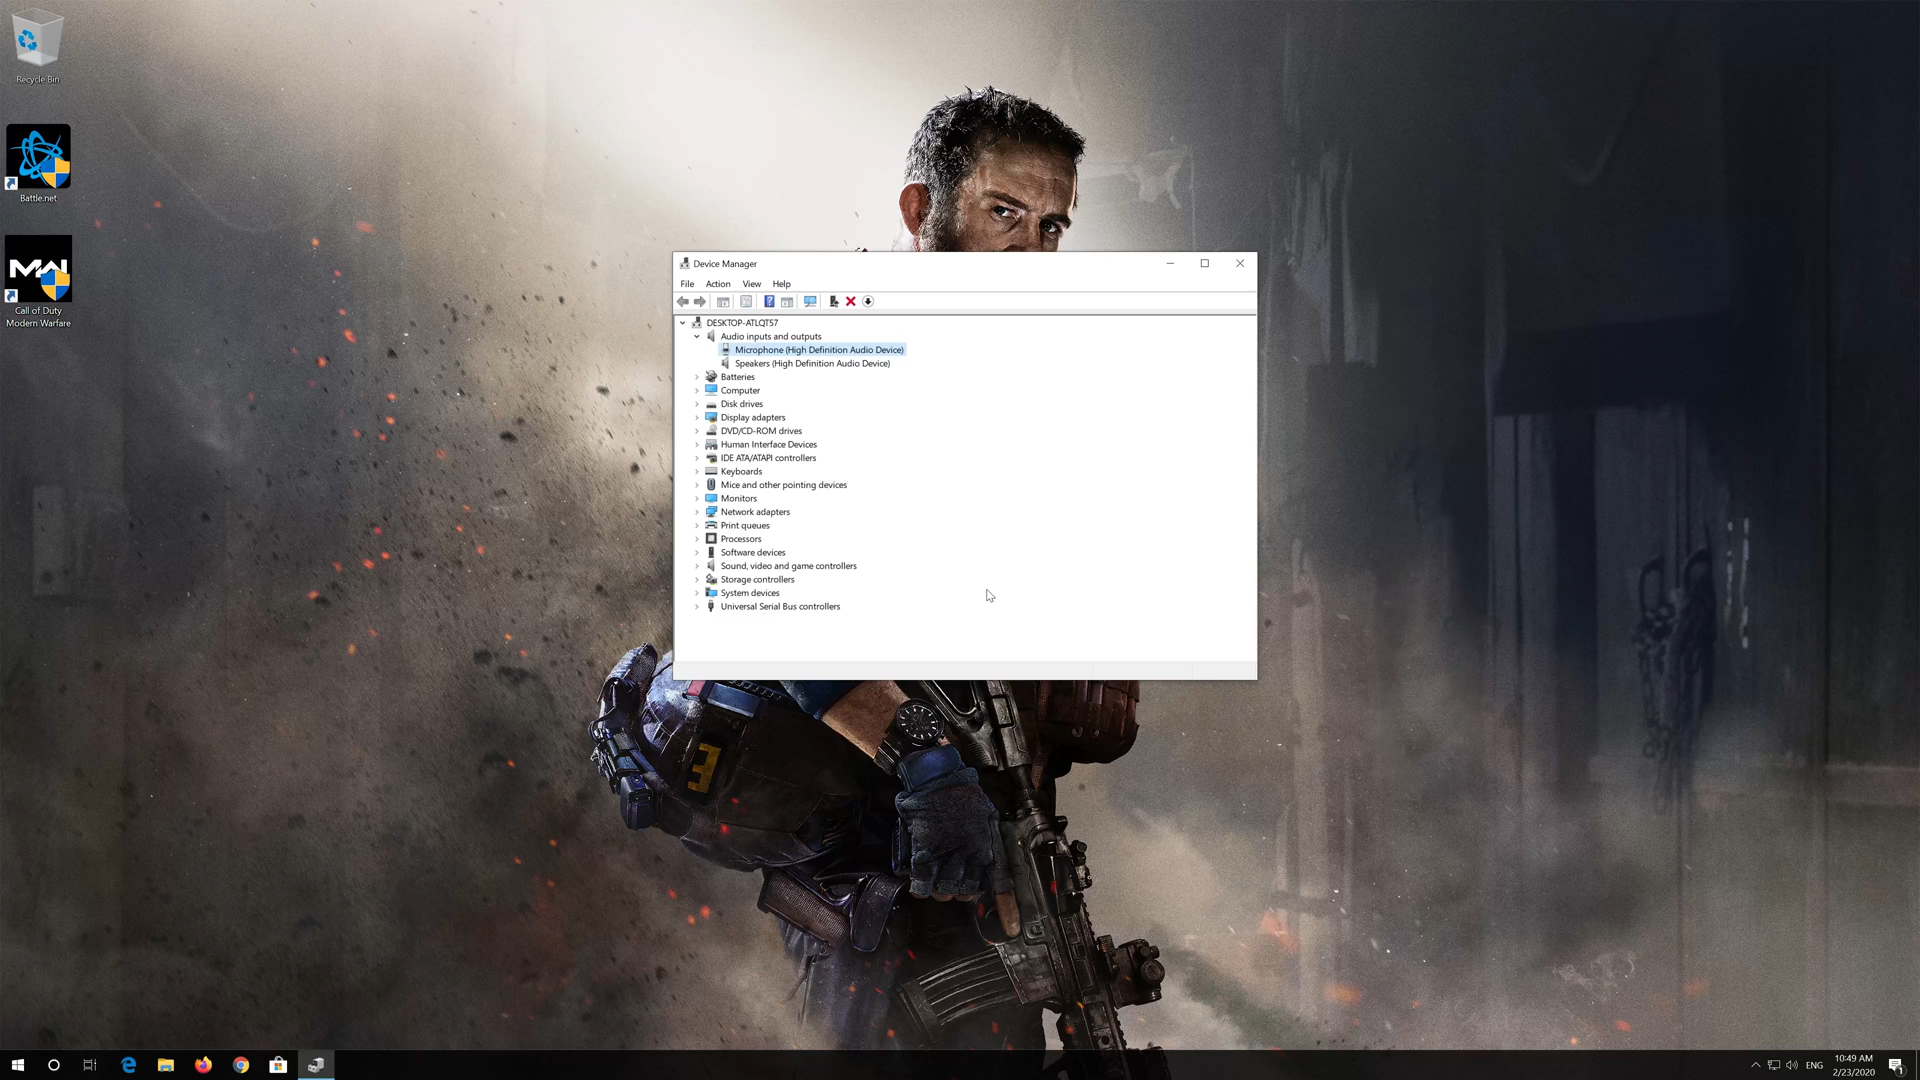 Recycle Bin
Battle.net
MW
Call of Duty
Modern Warfare
Device Manager
File Action View Help
DESKTOP-ATLQT57
Audio inputs and outputs
Microphone (High Definition Audio Device)
Speakers (High Definition Audio Device)
Batteries
Computer
Disk drives
Display adapters
DVD/CD-ROM drives
Human Interface Devices
IDE ATA/ATAPI controllers
Keyboards
Mice and other pointing devices
Monitors
Network adapters
Print queues
Processors
Software devices
Sound, video and game controllers
Storage controllers
System devices
Universal Serial Bus controllers
3
ENG
10:49 AM
2/23/2020
1